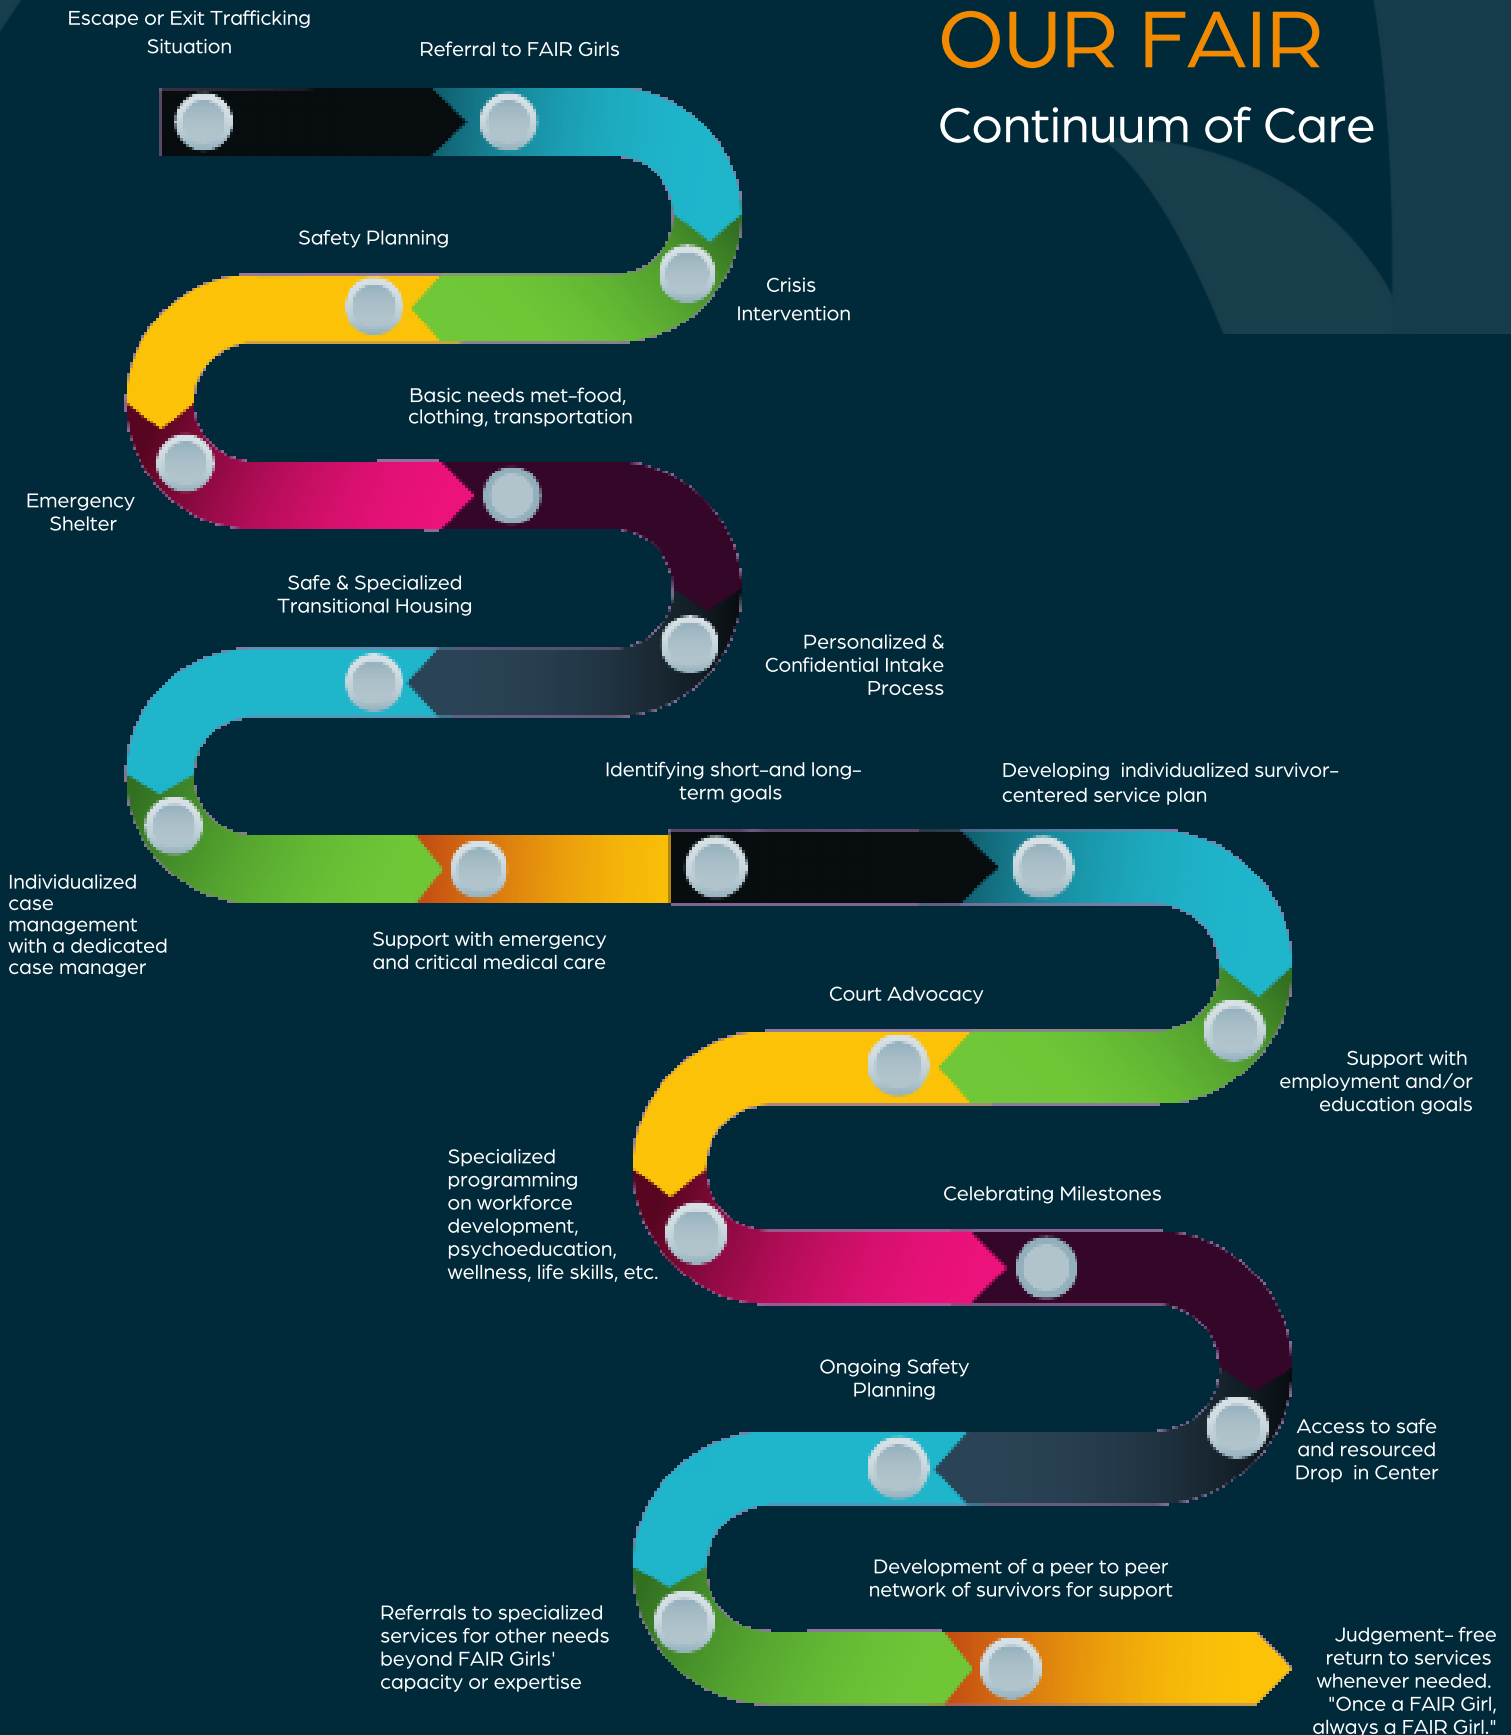 OUR FAIR
Continuum of Care
Escape or Exit Trafficking
Situation
Referral to FAIR Girls
Crisis
Intervention
Safety Planning
Emergency
Shelter
Basic needs met-food,
clothing, transportation
Personalized &
Confidential Intake
Process
Safe & Specialized
Transitional Housing
Individualized
case
management
with a dedicated
case manager
Support with emergency
and critical medical care
Identifying short-and long-
term goals
Developing  individualized survivor-
centered service plan
Support with
employment and/or
education goals
Court Advocacy
Specialized
programming
on workforce
development,
psychoeducation,
wellness, life skills, etc.
Celebrating Milestones
Access to safe
and resourced
Drop  in Center
Ongoing Safety
Planning
Referrals to specialized
services for other needs
beyond FAIR Girls'
capacity or expertise
Development of a peer to peer
network of survivors for support
Judgement- free
return to services
whenever needed.
"Once a FAIR Girl,
always a FAIR Girl."